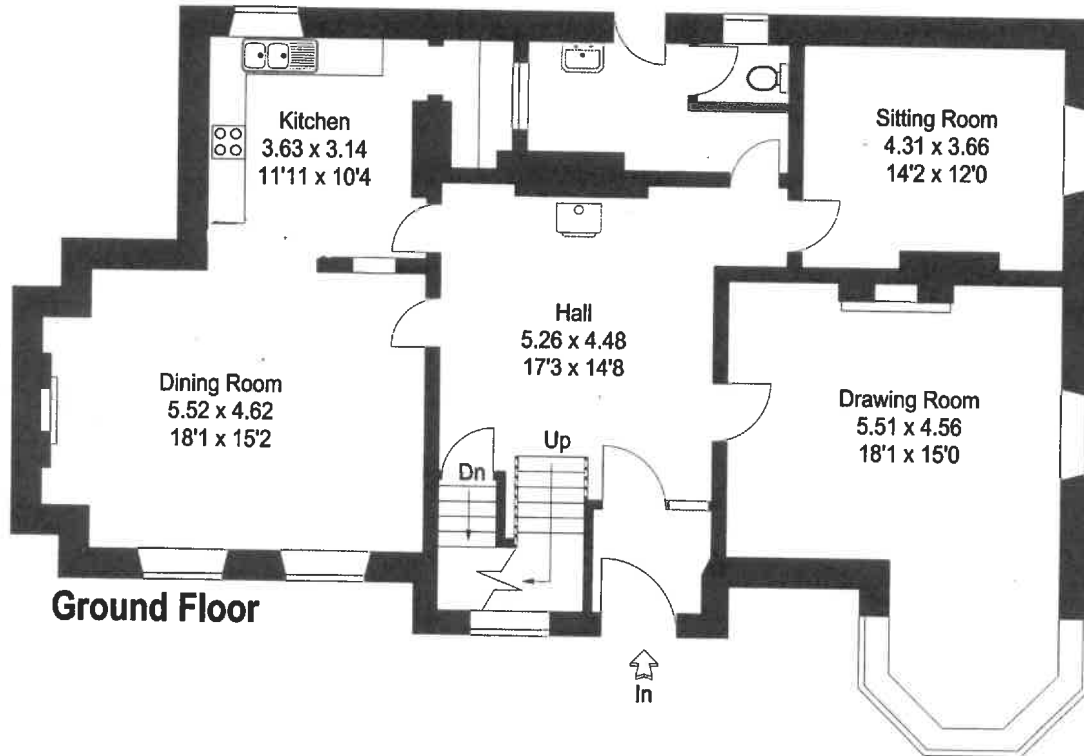 Kitchen
3.63 x 3.14
11'11 x 10'4
Sitting Room
4.31 x 3.66
14'2 x 12'0
Hall
5.26 x 4.48
17'3 x 14'8
Dining Room
5.52 x 4.62
18'1 x 15'2
Drawing Room
5.51 x 4.56
18'1 x 15'0
Up
Dn
Ground Floor
In